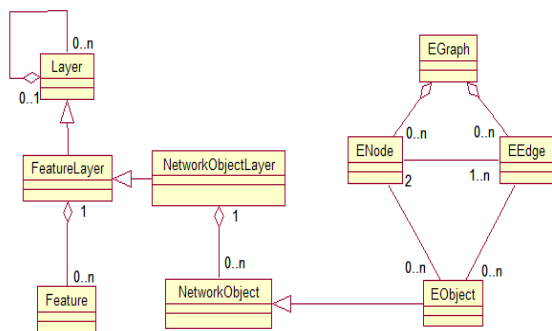 0..n
EGraph
Layer
0..1
0..n
0..n
ENode
EEdge
FeatureLayer
NetworkObjectLayer
2
1..n
1
1
0..n
0..n
0..n
0..n
Feature
NetworkObject
EObject